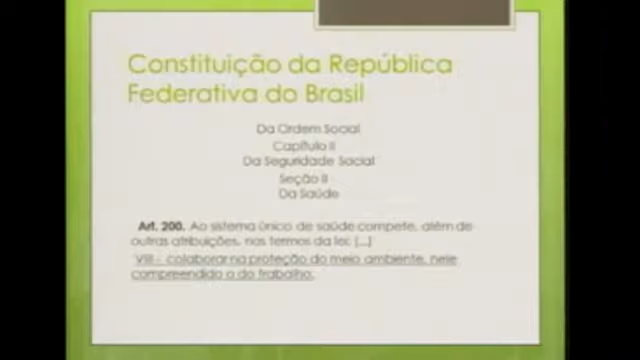 Constituição da República
Federativa do Brasil
Da Ordem Social
Capítulo II
Da Seguridade Social
Seção II
Da Saúde
Art. 200. Ao sistema único de saúde compete, além de
outras atribuições, nos termos da lei: [...]
VIII - colaborar na proteção do meio ambiente, nele
compreendido o do trabalho.